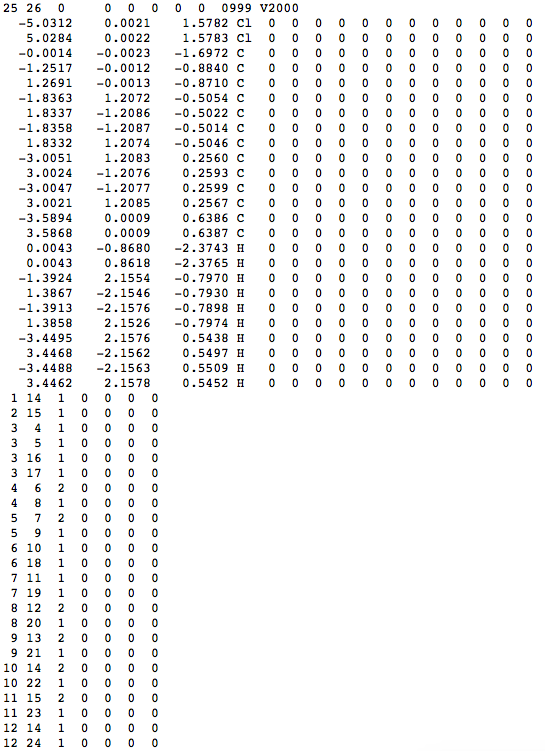 25 26 0 0 0 0 0 0 0999 V2000
-5.0312 0.0021 1.5782 Cl 0 0 0 0 0 0 0 0 0 0 0 0
5.0284 0.0022 1.5783 Cl 0 0 0 0 0 0 0 0 0 0 0 0
-0.0014 -0.0023 -1.6972 C 0 0 0 0 0 0 0 0 0 0 0 0
-1.2517 -0.0012 -0.8840 C 0 0 0 0 0 0 0 0 0 0 0 0
1.2691 -0.0013 -0.8710 C 0 0 0 0 0 0 0 0 0 0 0 0
-1.8363 1.2072 -0.5054 C 0 0 0 0 0 0 0 0 0 0 0 0
1.8337 -1.2086 -0.5022 C 0 0 0 0 0 0 0 0 0 0 0 0
-1.8358 -1.2087 -0.5014 C 0 0 0 0 0 0 0 0 0 0 0 0
1.8332 1.2074 -0.5046 C 0 0 0 0 0 0 0 0 0 0 0 0
-3.0051 1.2083 0.2560 C 0 0 0 0 0 0 0 0 0 0 0 0
3.0024 -1.2076 0.2593 C 0 0 0 0 0 0 0 0 0 0 0 0
-3.0047 -1.2077 0.2599 C 0 0 0 0 0 0 0 0 0 0 0 0
3.0021 1.2085 0.2567 C 0 0 0 0 0 0 0 0 0 0 0 0
-3.5894 0.0009 0.6386 C 0 0 0 0 0 0 0 0 0 0 0 0
3.5868 0.0009 0.6387 C 0 0 0 0 0 0 0 0 0 0 0 0
0.0043 -0.8680 -2.3743 H 0 0 0 0 0 0 0 0 0 0 0 0
0.0043 0.8618 -2.3765 H 0 0 0 0 0 0 0 0 0 0 0 0
-1.3924 2.1554 -0.7970 H 0 0 0 0 0 0 0 0 0 0 0 0
1.3867 -2.1546 -0.7930 H 0 0 0 0 0 0 0 0 0 0 0 0
-1.3913 -2.1576 -0.7898 H 0 0 0 0 0 0 0 0 0 0 0 0
1.3858 2.1526 -0.7974 H 0 0 0 0 0 0 0 0 0 0 0 0
-3.4495 2.1576 0.5438 H 0 0 0 0 0 0 0 0 0 0 0 0
3.4468 -2.1562 0.5497 H 0 0 0 0 0 0 0 0 0 0 0 0
-3.4488 -2.1563 0.5509 H 0 0 0 0 0 0 0 0 0 0 0 0
3.4462 2.1578 0.5452 H 0 0 0 0 0 0 0 0 0 0 0 0
1 14 1 0 0 0 0
2 15 1 0 0 0 0
3 4 1 0 0 0 0
3 5 1 0 0 0 0
3 16 1 0 0 0 0
3 17 1 0 0 0 0
4 6 2 0 0 0 0
4 8 1 0 0 0 0
5 7 2 0 0 0 0
5 9 1 0 0 0 0
6 10 1 0 0 0 0
6 18 1 0 0 0 0
7 11 1 0 0 0 0
7 19 1 0 0 0 0
8 12 2 0 0 0 0
8 20 1 0 0 0 0
9 13 2 0 0 0 0
9 21 1 0 0 0 0
10 14 2 0 0 0 0
10 22 1 0 0 0 0
11 15 2 0 0 0 0
11 23 1 0 0 0 0
12 14 1 0 0 0 0
12 24 1 0 0 0 0